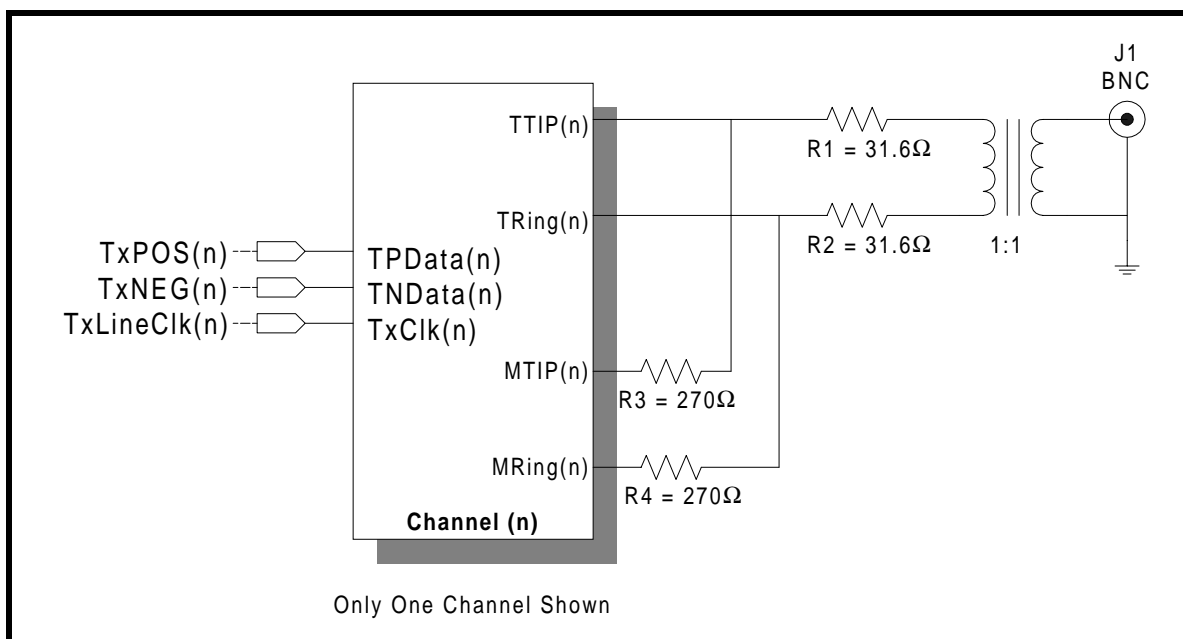 J1
BNC
TTIP(n)
R1 = 31.6Ω
TRing(n)
R2 = 31.6Ω
1:1
TxPOS(n)
TPData(n)
TxNEG(n)
TNData(n)
TxLineClk(n)
TxClk(n)
MTIP(n)
R3 = 270Ω
MRing(n)
R4 = 270Ω
Channel (n)
Only One Channel Shown